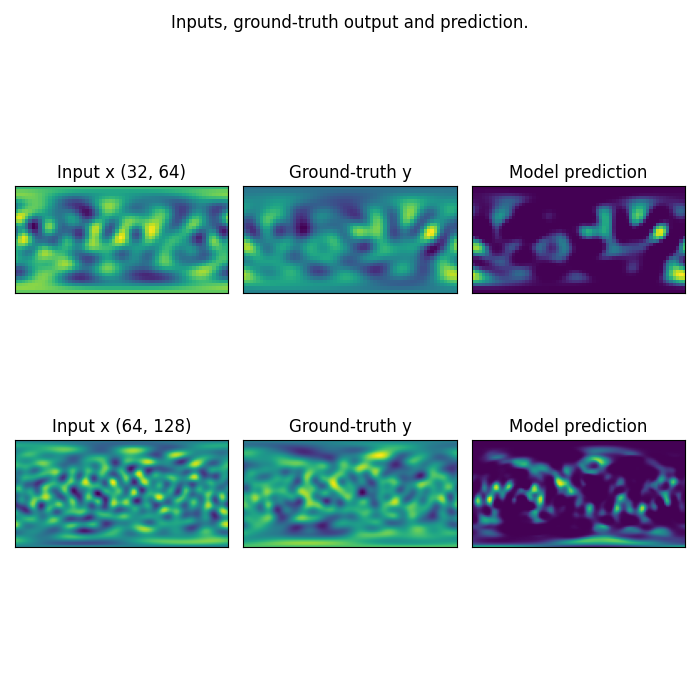 Inputs, ground-truth output and prediction.
Input x (32, 64)
Ground-truth y
Model prediction
Input x (64, 128)
Ground-truth y
Model prediction